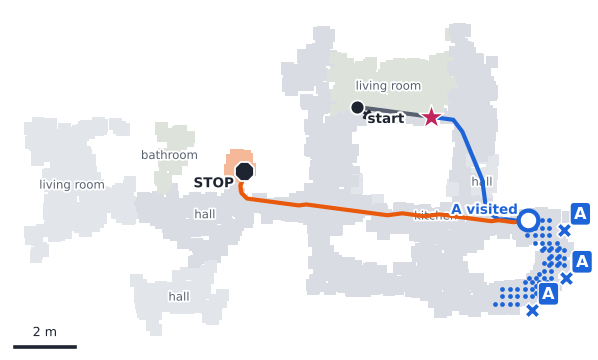 living room
start
bathroom
living room
STOP
hall
A visited
A
hall
kitchen
A
hall
A
2 m